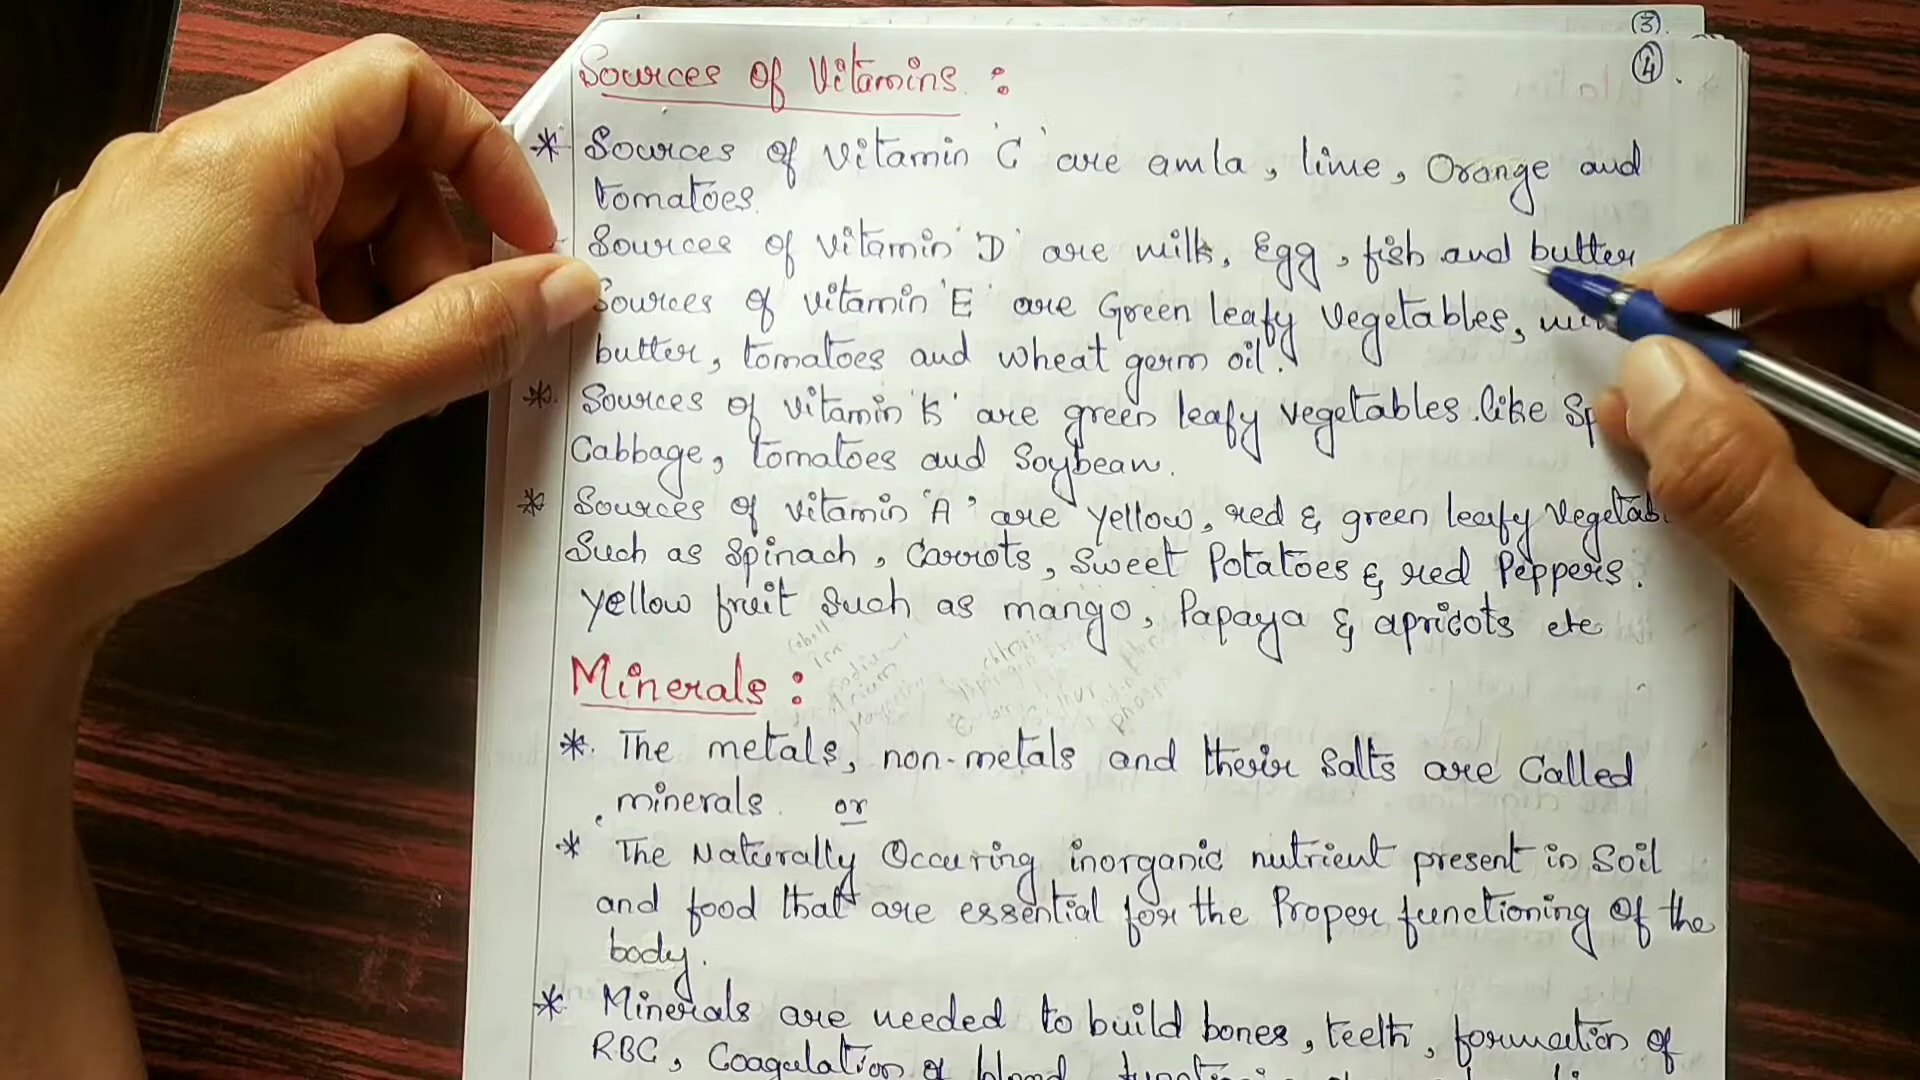 (3).
(4).
Sources of Vitamins :
* Sources of vitamin 'C' are amla, lime, Orange and
tomatoes.
Sources of vitamin 'D' are milk, Egg, fish and butter
Sources of vitamin 'E' are Green leafy vegetables,
butter, tomatoes and wheat germ oil.
*. Sources of vitamin 'K' are green leafy vegetables. like
Cabbage, tomatoes and Soybean.
* Sources of vitamin 'A' are yellow, red & green leafy
Such as Spinach, Carrots, Sweet Potatoes & red Peppers.
yellow fruit Such as mango, Papaya & apricots etc
Minerals :
*. The metals, non-metals and their Salts are Called
minerals. or
* The Naturally Occuring inorganic nutrient present in Soil
and food that are essential for the Proper functioning Of the
body.
* Minerals are needed to build bones, teeth, formation of
RBC, Coagulation of blood,